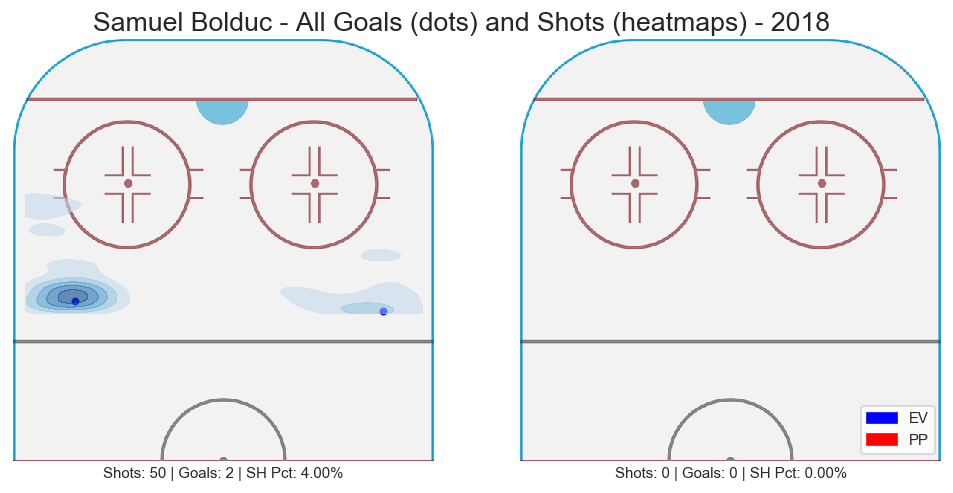 Samuel Bolduc - All Goals (dots) and Shots (heatmaps) - 2018
EV
PP
Shots: 50 | Goals: 2 | SH Pct: 4.00%
Shots: 0 | Goals: 0 | SH Pct: 0.00%